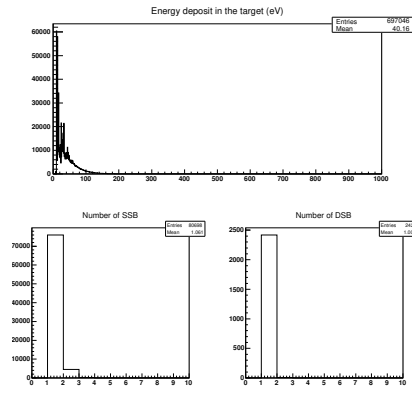 Energy deposit in the target (eV)
Entries 697046
Mean 40.16
60000
50000
40000
30000
20000
10000
0
0 100 200 300 400 500 600 700 800 900 1000
Number of SSB
Entries 80698
Mean 1.061
70000
60000
50000
40000
30000
20000
10000
0
0 1 2 3 4 5 6 7 8 9 10
Number of DSB
Entries
Mean
2500
2000
1500
1000
500
0
0 1 2 3 4 5 6 7 8 9 10